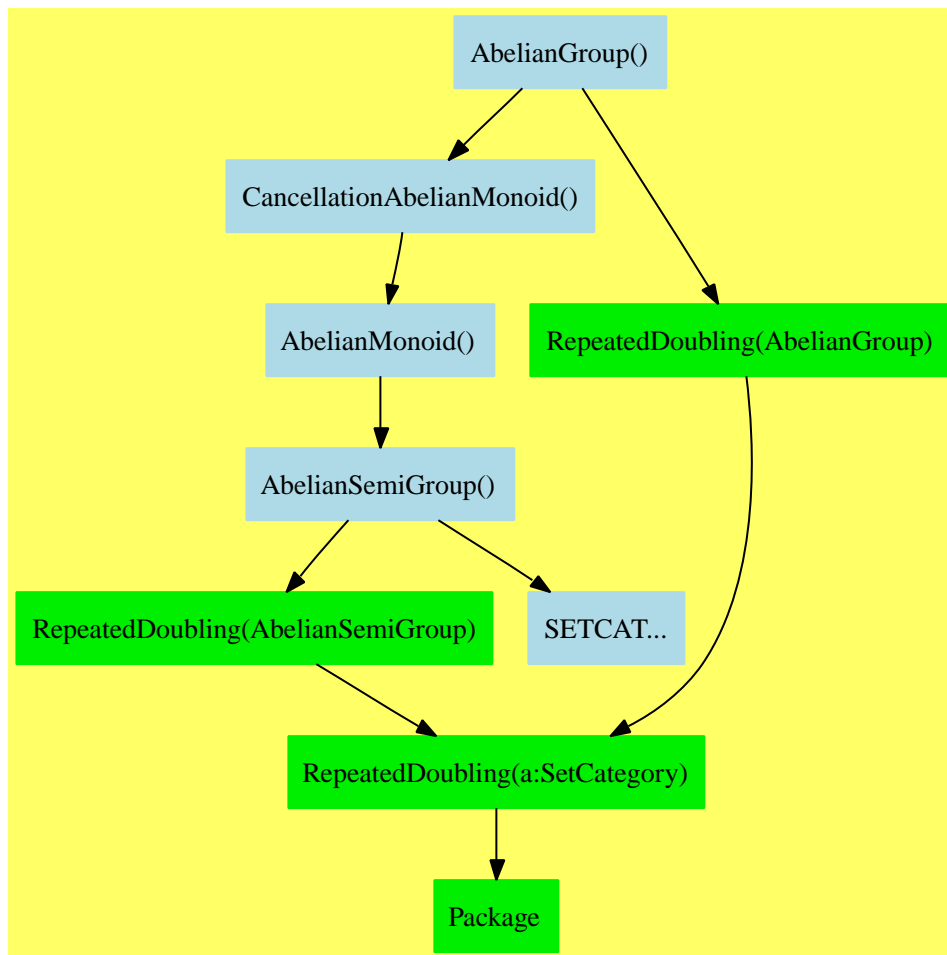 AbelianGroup()
CancellationAbelianMonoid()
AbelianMonoid()
RepeatedDoubling(AbelianGroup)
AbelianSemiGroup()
RepeatedDoubling(AbelianSemiGroup)
SETCAT...
RepeatedDoubling(a:SetCategory)
Package